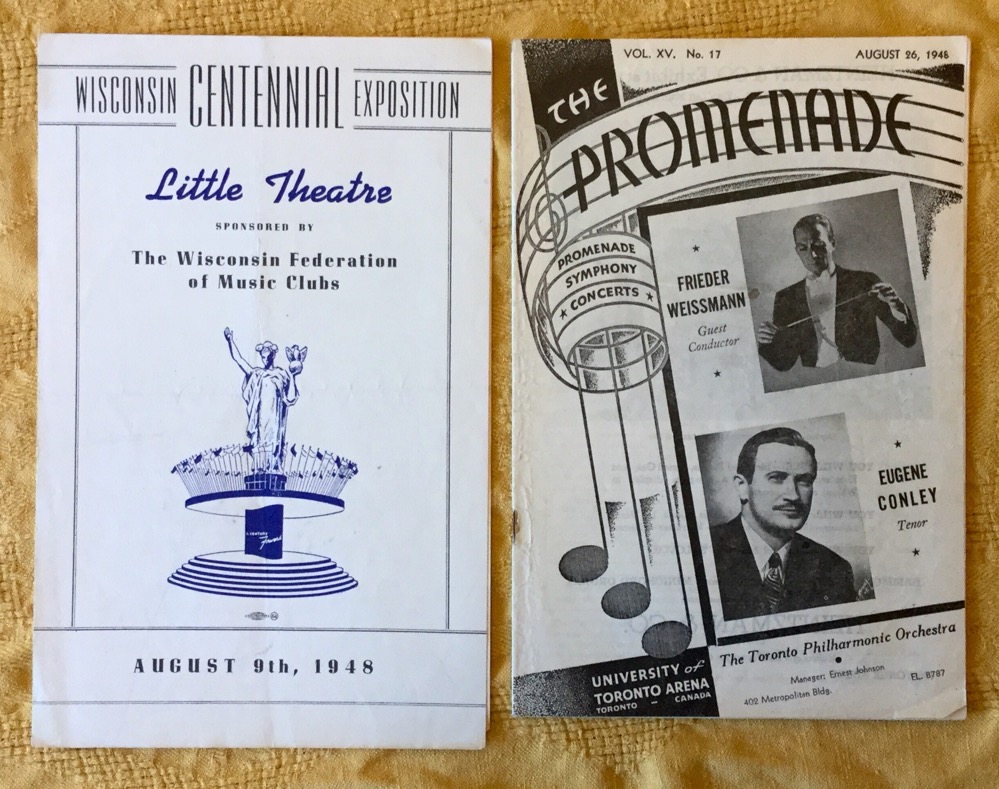 WISCONSIN CENTENNIAL EXPOSITION
Little Theatre
SPONSORED BY
The Wisconsin Federation
of Music Clubs
AUGUST 9th, 1948
VOL. XV. No. 17
AUGUST 26, 1948
THE
PROMENADE
PROMENADE
SYMPHONY
CONCERTS
FRIEDER
WEISSMANN
Guest
Conductor
EUGENE
CONLEY
Tenor
UNIVERSITY of
TORONTO ARENA
TORONTO — CANADA
The Toronto Philharmonic Orchestra
Manager: Ernest Johnson
402 Metropolitan Bldg.
EL. 8787